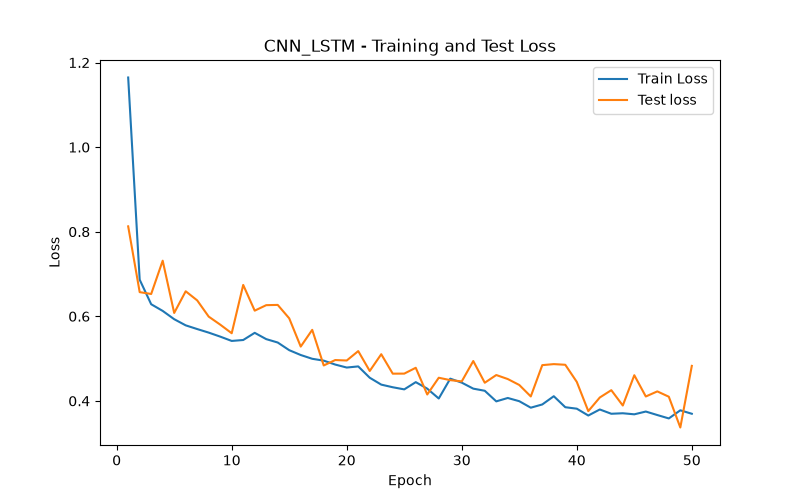 CNN_LSTM - Training and Test Loss
Train Loss
Test loss
Loss
1.2
1.0
0.8
0.6
0.4
0 10 20 30 40 50
Epoch